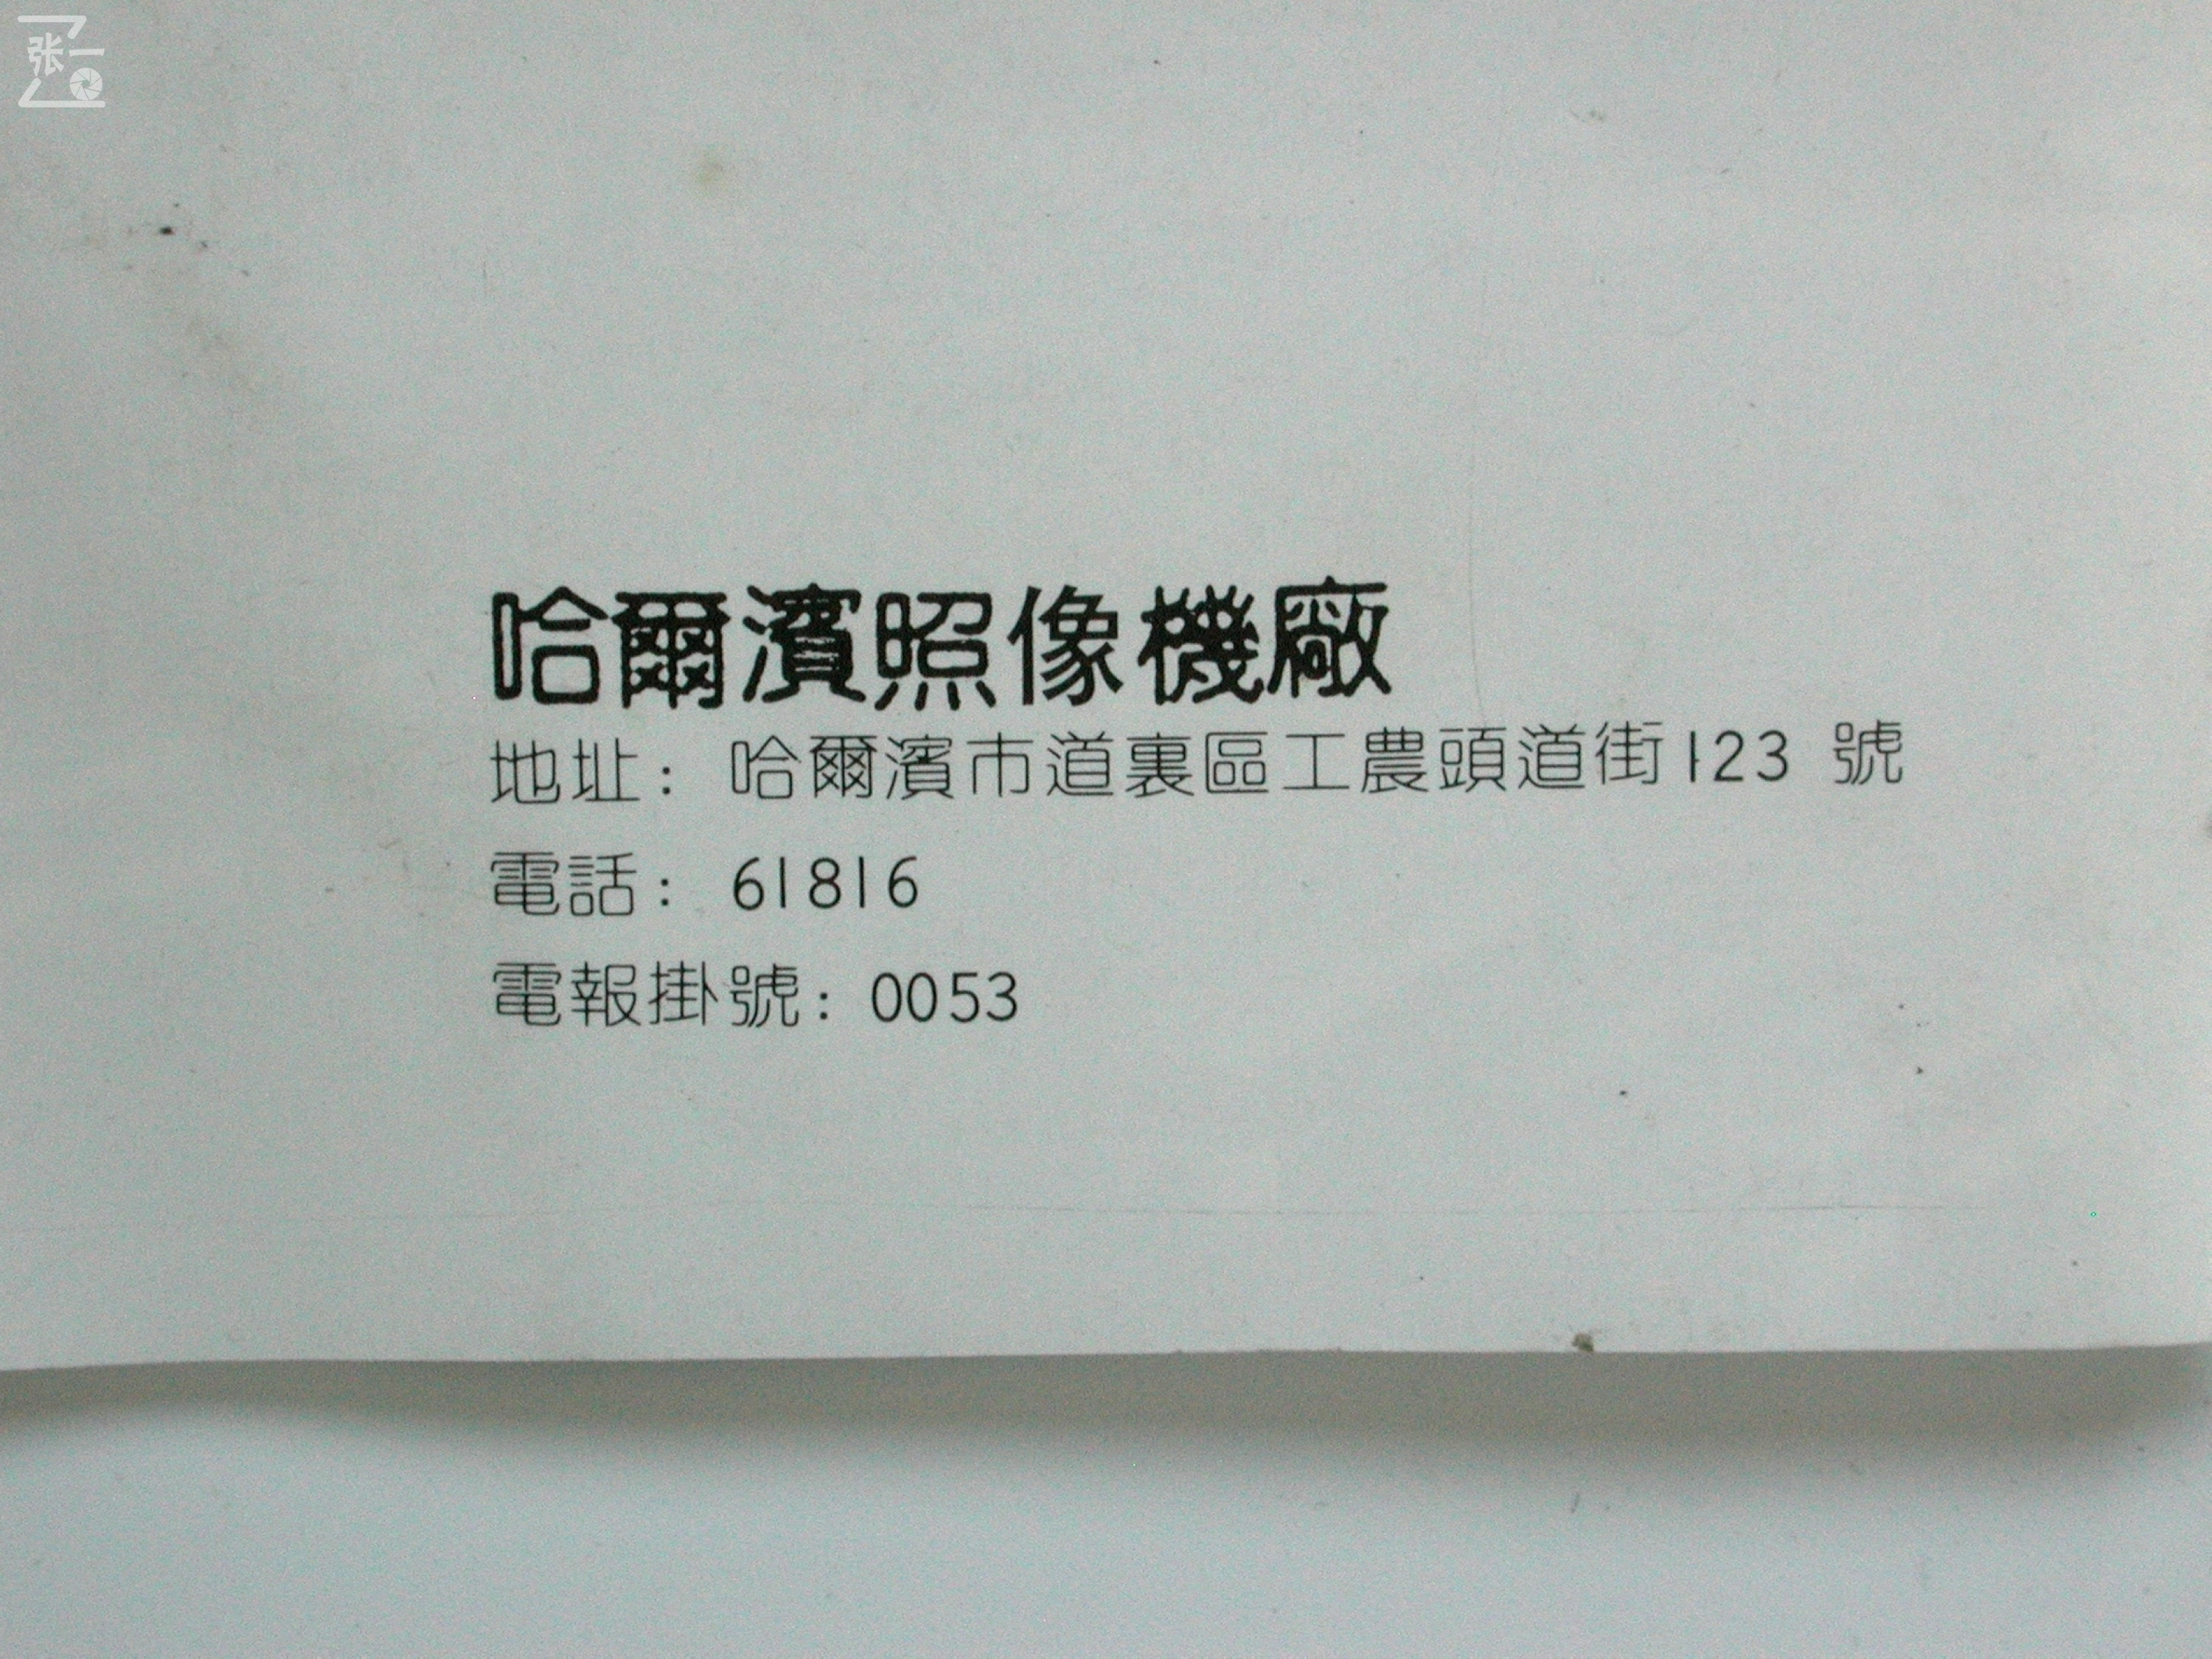 张一
哈爾濱照像機廠
地址: 哈爾濱市道裏區工農頭道街123 號
電話: 61816
電報掛號: 0053